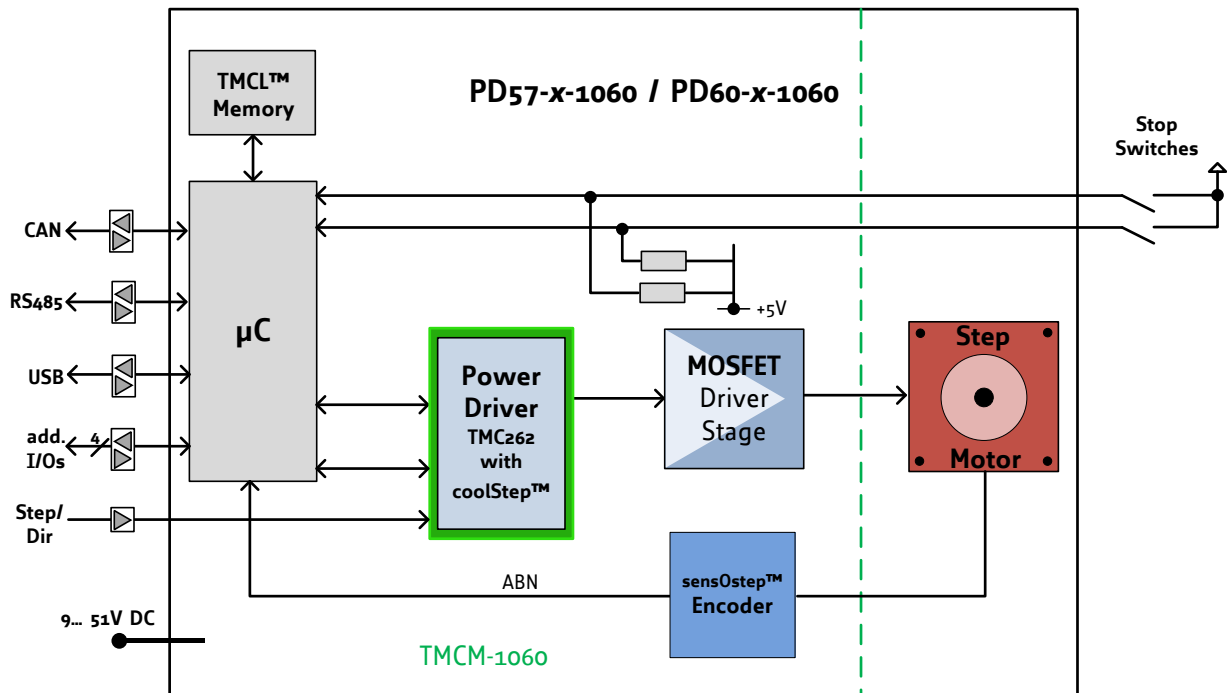 TMCL™
Memory
PD57-x-1060 / PD60-x-1060
Stop
Switches
CAN
RS485
USB
add.
I/Os
4
Step/
Dir
µC
+5V
Power
Driver
TMC262
with
coolStep™
MOSFET
Driver
Stage
Step
Motor
ABN
sensOstep™
Encoder
9... 51V DC
TMCM-1060